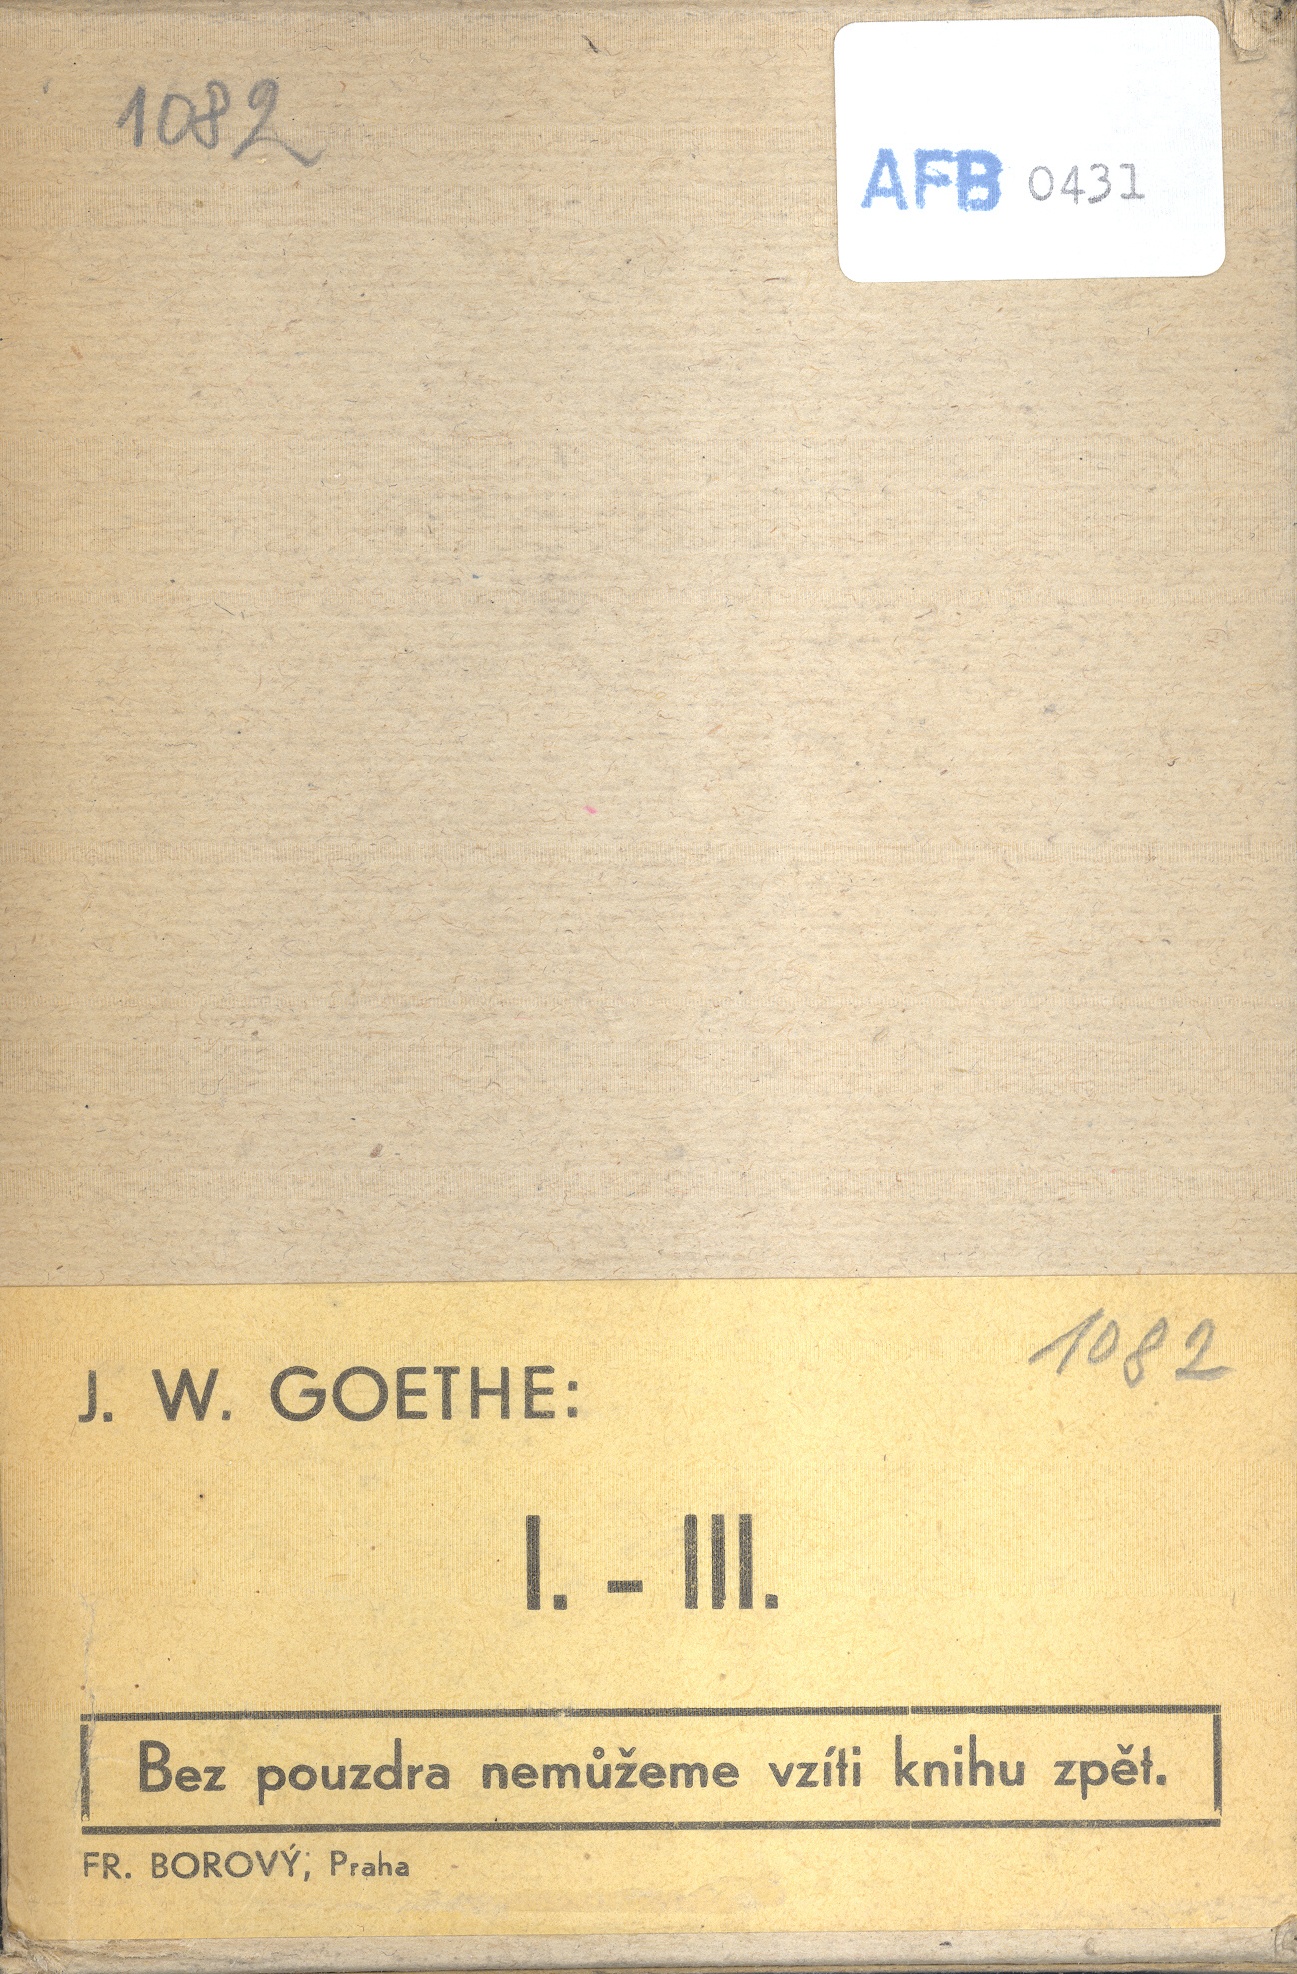 1082
AFB 0431
1082
J. W. GOETHE:
I. - III.
Bez pouzdra nemůžeme vzíti knihu zpět.
FR. BOROVÝ, Praha